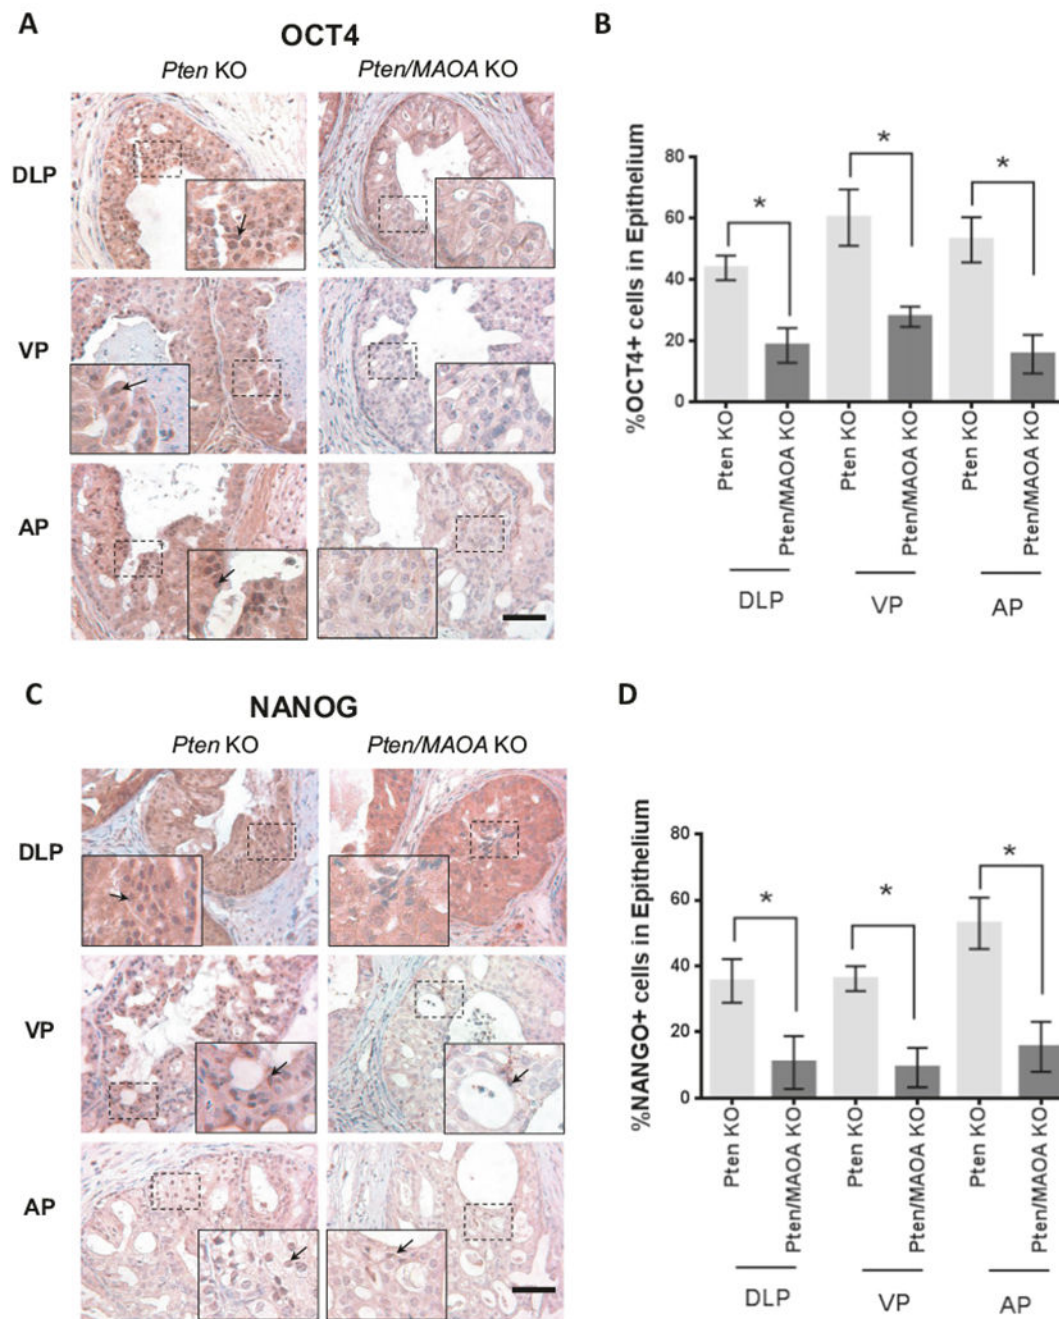 A
OCT4
Pten KO
Pten/MAOA KO
DLP
VP
AP
B
%OCT4+ cells in Epithelium
80
60
40
20
0
*
*
*
Pten KO
Pten/MAOA KO
Pten KO
Pten/MAOA KO
Pten KO
Pten/MAOA KO
DLP
VP
AP
C
NANOG
Pten KO
Pten/MAOA KO
DLP
VP
AP
D
%NANGO+ cells in Epithelium
80
60
40
20
0
*
*
*
Pten KO
Pten/MAOA KO
Pten KO
Pten/MAOA KO
Pten KO
Pten/MAOA KO
DLP
VP
AP